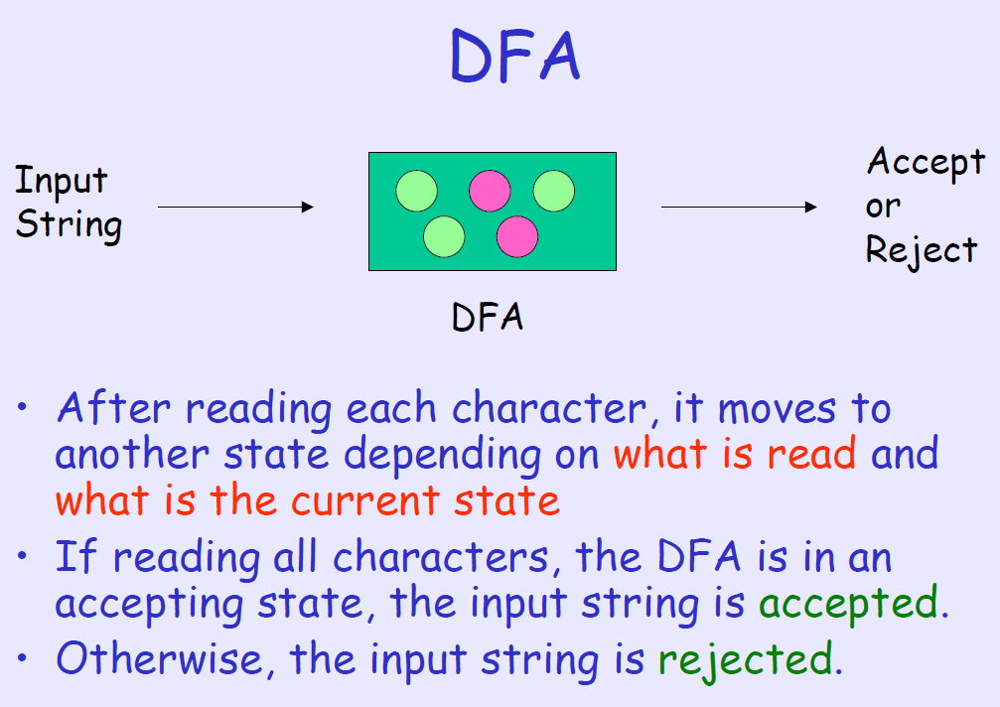 DFA
Input
String
Accept
or
Reject
DFA
• After reading each character, it moves to
another state depending on what is read and
what is the current state
• If reading all characters, the DFA is in an
accepting state, the input string is accepted.
• Otherwise, the input string is rejected.